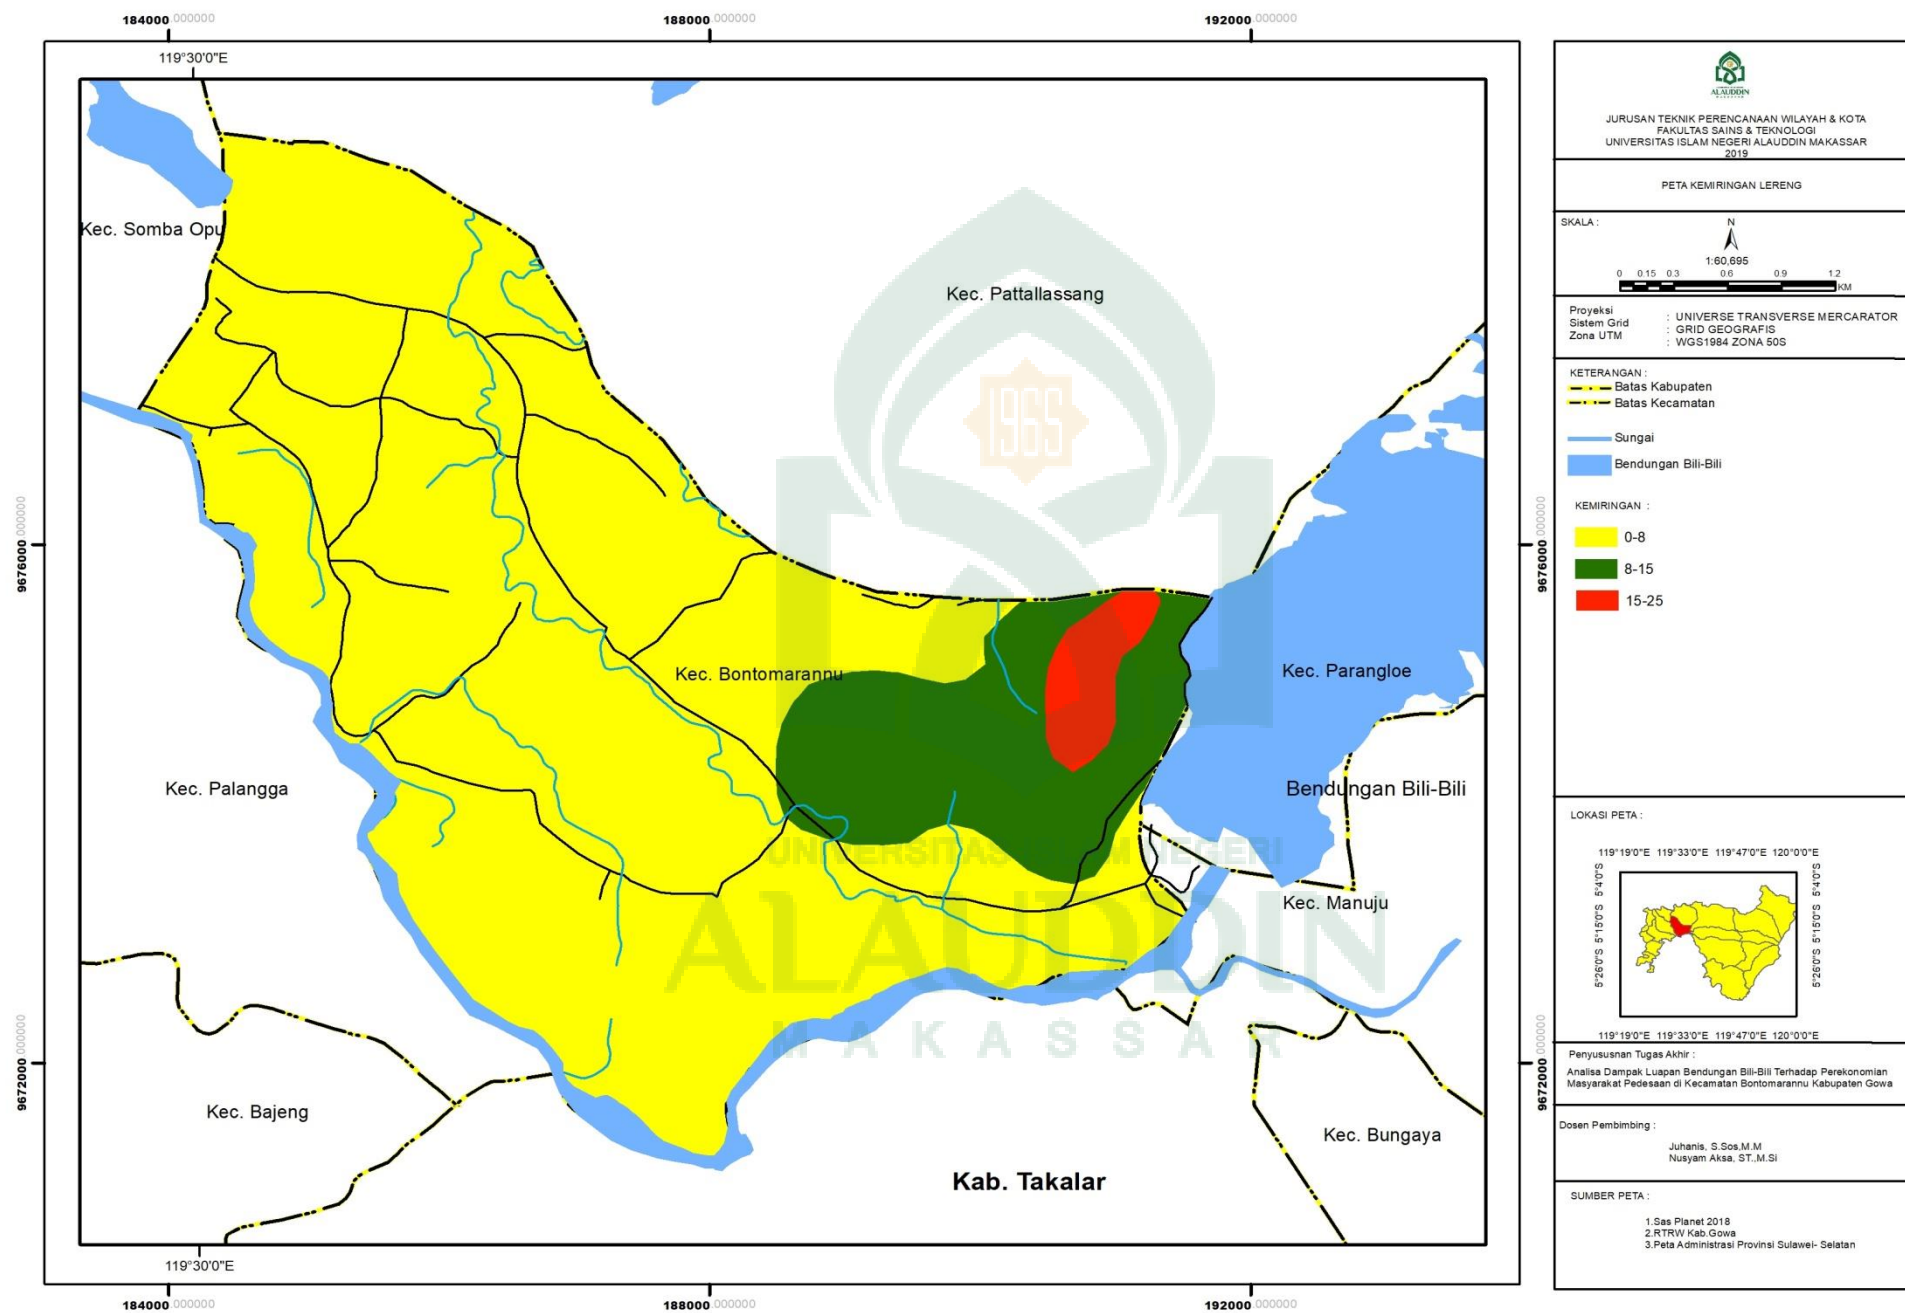 184000.000000
188000.000000
192000.000000
119°30'0"E
Kec. Somba Opu
Kec. Pattallassang
1965
9676000.000000
9676000.000000
Kec. Bontomarannu
Kec. Parangloe
Kec. Palangga
Bendungan Bili-Bili
UNIVERSITAS ISLAM NEGERI
ALAUDDIN
MAKASSAR
Kec. Manuju
9672000.000000
9672000.000000
Kec. Bajeng
Kec. Bungaya
Kab. Takalar
119°30'0"E
184000.000000
188000.000000
192000.000000
ALAUDDIN
JURUSAN TEKNIK PERENCANAAN WILAYAH & KOTA
FAKULTAS SAINS & TEKNOLOGI
UNIVERSITAS ISLAM NEGERI ALAUDDIN MAKASSAR
2019
PETA KEMIRINGAN LERENG
SKALA :
N
1:60,695
0 0.15 0.3 0.6 0.9 1.2
KM
Proyeksi : UNIVERSE TRANSVERSE MERCARATOR
Sistem Grid : GRID GEOGRAFIS
Zona UTM : WGS1984 ZONA 50S
KETERANGAN :
Batas Kabupaten
Batas Kecamatan
Sungai
Bendungan Bili-Bili
KEMIRINGAN :
0-8
8-15
15-25
LOKASI PETA :
119°19'0"E 119°33'0"E 119°47'0"E 120°0'0"E
5°26'0"S 5°15'0"S 5°4'0"S
5°26'0"S 5°15'0"S 5°4'0"S
119°19'0"E 119°33'0"E 119°47'0"E 120°0'0"E
Penyususnan Tugas Akhir :
Analisa Dampak Luapan Bendungan Bili-Bili Terhadap Perekonomian
Masyarakat Pedesaan di Kecamatan Bontomarannu Kabupaten Gowa
Dosen Pembimbing :
Juhanis, S.Sos,M.M
Nusyam Aksa, ST.,M.Si
SUMBER PETA :
1.Sas Planet 2018
2.RTRW Kab.Gowa
3.Peta Administrasi Provinsi Sulawei- Selatan